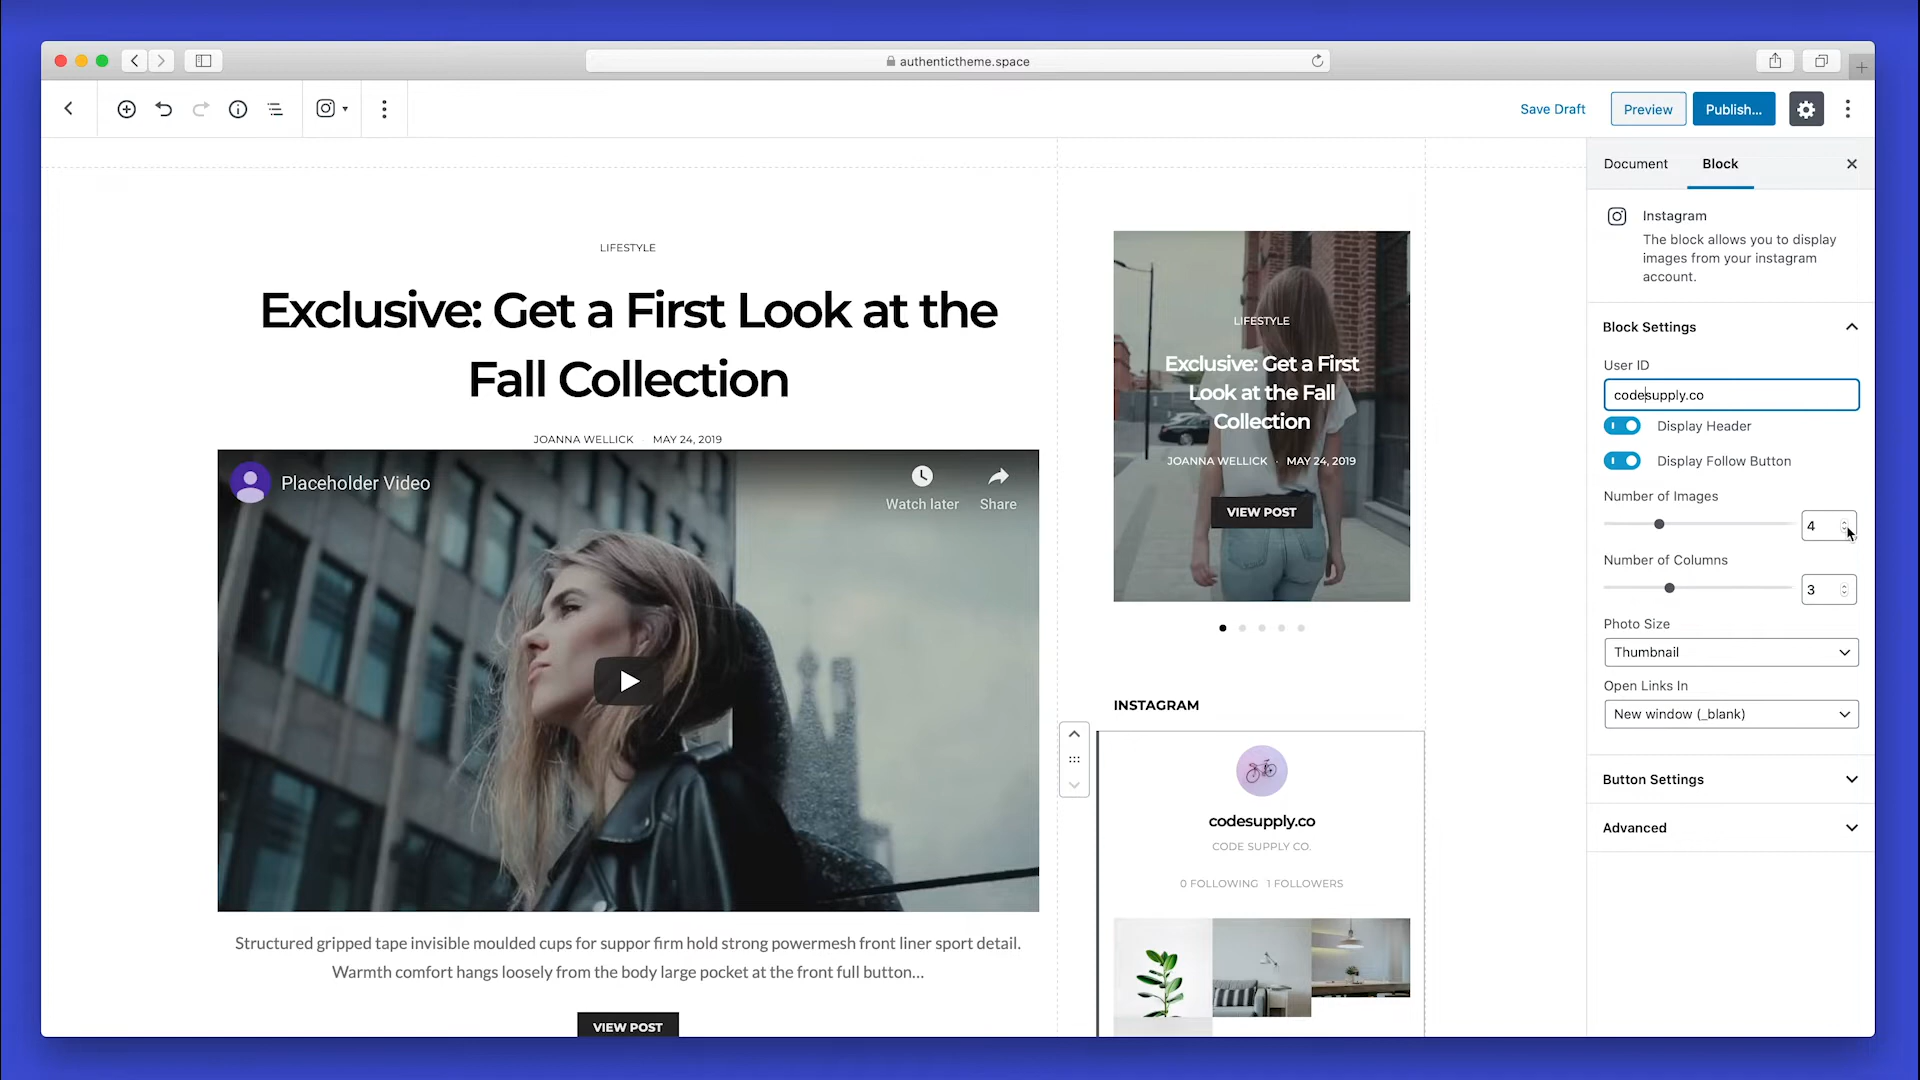 authentictheme.space
Save Draft
Preview
Publish...
Document
Block
Instagram
The block allows you to display
images from your instagram
account.
Block Settings
User ID
codesupply.co
Display Header
Display Follow Button
Number of Images
4
Number of Columns
3
Photo Size
Thumbnail
Open Links In
New window (_blank)
Button Settings
Advanced
LIFESTYLE
Exclusive: Get a First Look at the
Fall Collection
JOANNA WELLICK · MAY 24, 2019
Placeholder Video
Watch later
Share
Structured gripped tape invisible moulded cups for suppor firm hold strong powermesh front liner sport detail.
Warmth comfort hangs loosely from the body large pocket at the front full button...
VIEW POST
LIFESTYLE
Exclusive: Get a First
Look at the Fall
Collection
JOANNA WELLICK · MAY 24, 2019
VIEW POST
INSTAGRAM
codesupply.co
CODE SUPPLY CO.
0 FOLLOWING 1 FOLLOWERS